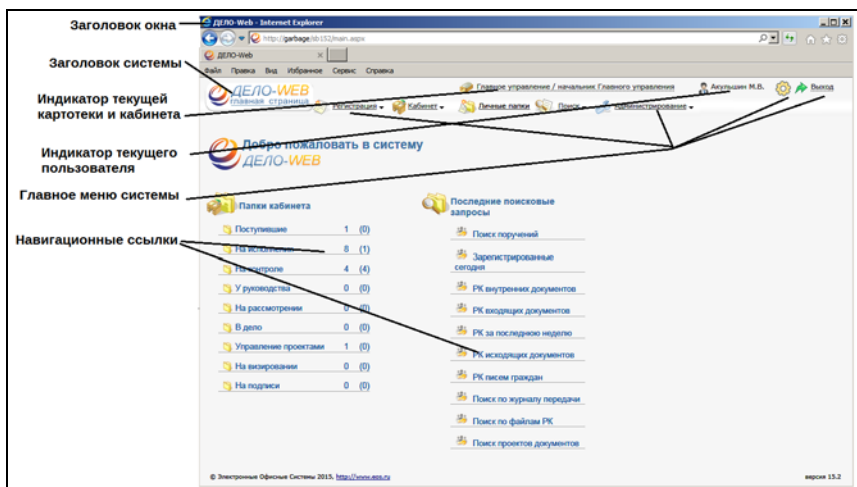 Заголовок окна
ДЕЛО-Web - Internet Explorer
http://garbage/sb152/main.aspx
ДЕЛО-Web
Заголовок системы
Файл Правка Вид Избранное Сервис Справка
ДЕЛО-WEB
главная страница
Главное управление / начальник Главного управления
Акульшин М.В.
Выход
Индикатор текущей
картотеки и кабинета
Регистрация Кабинет Личные папки Поиск Администрирование
Добро пожаловать в систему
ДЕЛО-WEB
Индикатор текущего
пользователя
Главное меню системы
Навигационные ссылки
Папки кабинета
Поступившие 1 (0)
На исполнении 8 (1)
На контроле 4 (4)
У руководства 0 (0)
На рассмотрении 0 (0)
В дело 0 (0)
Управление проектами 1 (0)
На визировании 0 (0)
На подписи 0 (0)
Последние поисковые
запросы
Поиск поручений
Зарегистрированные
сегодня
РК внутренних документов
РК входящих документов
РК за последнюю неделю
РК исходящих документов
РК писем граждан
Поиск по журналу передачи
Поиск по файлам РК
Поиск проектов документов
© Электронные Офисные Системы 2015, http://www.eos.ru
версия 15.2